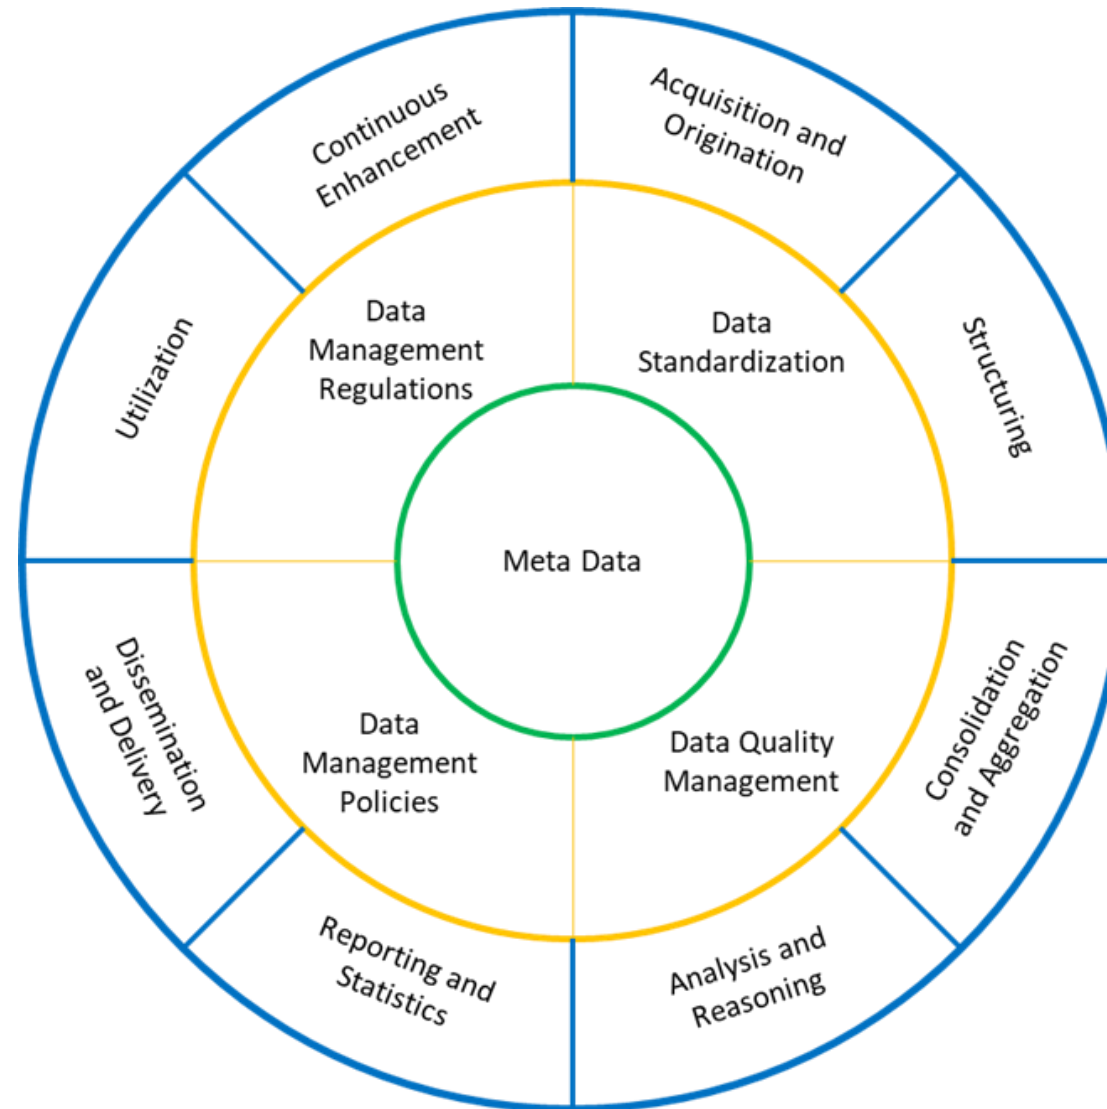 Continuous
Enhancement
Acquisition and
Origination
Utilization
Data
Management
Regulations
Data
Standardization
Structuring
Meta Data
Dissemination
and Delivery
Data
Management
Policies
Data Quality
Management
Consolidation
and Aggregation
Reporting and
Statistics
Analysis and
Reasoning